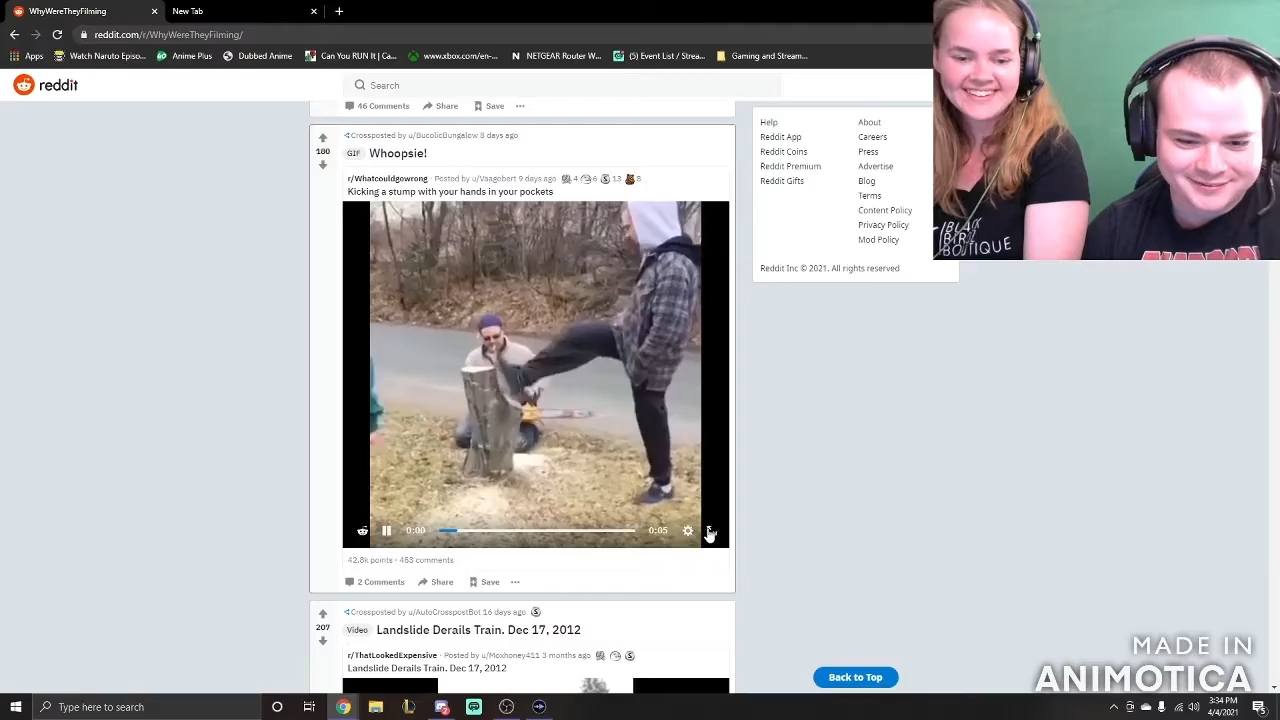 WhyWereTheyFilming
New Tab
reddit.com/r/WhyWereTheyFilming/
Apps
Watch Naruto Episo...
Anime Plus
Dubbed Anime
Can You RUN It | Ca...
www.xbox.com/en-...
NETGEAR Router W...
(5) Event List / Strea...
Gaming and Stream...
reddit
Search
46 Comments
Share
Save
Crossposted by u/BucolicBungalow 8 days ago
180
GIF Whoopsie!
r/Whatcouldgowrong · Posted by u/Vaagobert 9 days ago 4 6 13 8
Kicking a stump with your hands in your pockets
0:00
0:05
42.8k points · 453 comments
2 Comments
Share
Save
Crossposted by u/AutoCrosspostBot 16 days ago
207
Video Landslide Derails Train. Dec 17, 2012
r/ThatLookedExpensive · Posted by u/Moxhoney411 3 months ago
Landslide Derails Train. Dec 17, 2012
Help
Reddit App
Reddit Coins
Reddit Premium
Reddit Gifts
About
Careers
Press
Advertise
Blog
Terms
Content Policy
Privacy Policy
Mod Policy
Reddit Inc © 2021. All rights reserved
Back to Top
BOUTIQUE
MADE IN
ANIMOTICA
Type here to search
3:34 PM
4/4/2021